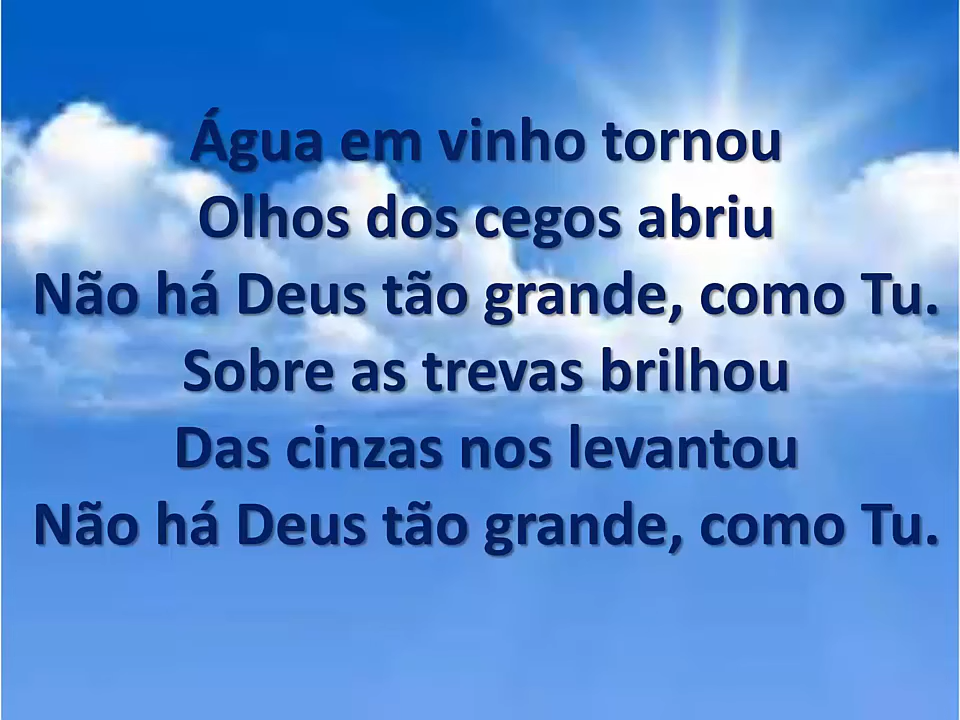 Água em vinho tornou
Olhos dos cegos abriu
Não há Deus tão grande, como Tu.
Sobre as trevas brilhou
Das cinzas nos levantou
Não há Deus tão grande, como Tu.